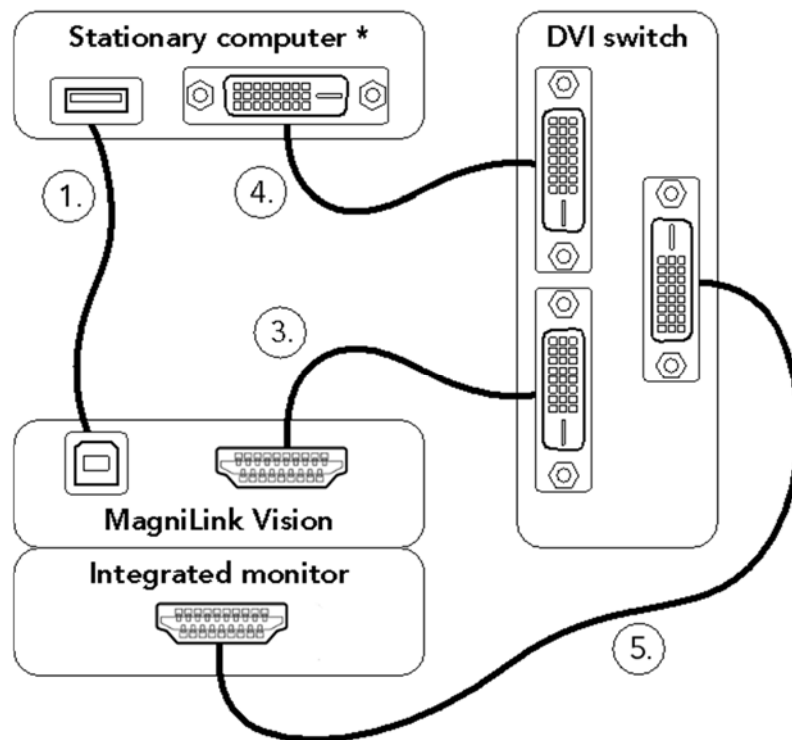 Stationary computer *
DVI switch
1.
4.
3.
MagniLink Vision
Integrated monitor
5.